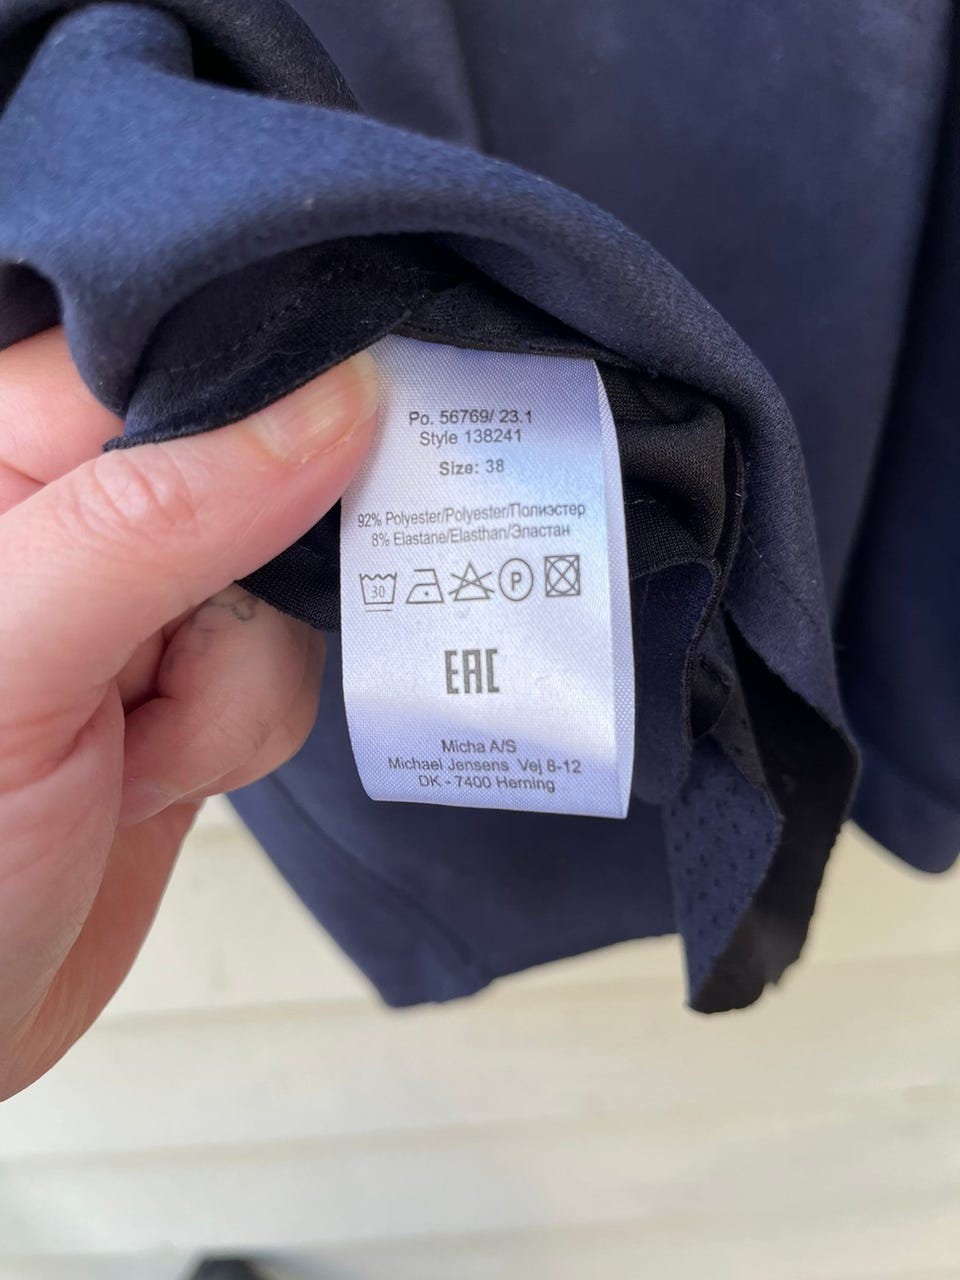 Po. 56769/ 23.1
Style 138241
Size: 38
92% Polyester/Polyester/Полиэстер
8% Elastane/Elasthan/Эластан
30 P
EAC
Micha A/S
Michael Jensens Vej 8-12
DK - 7400 Herning